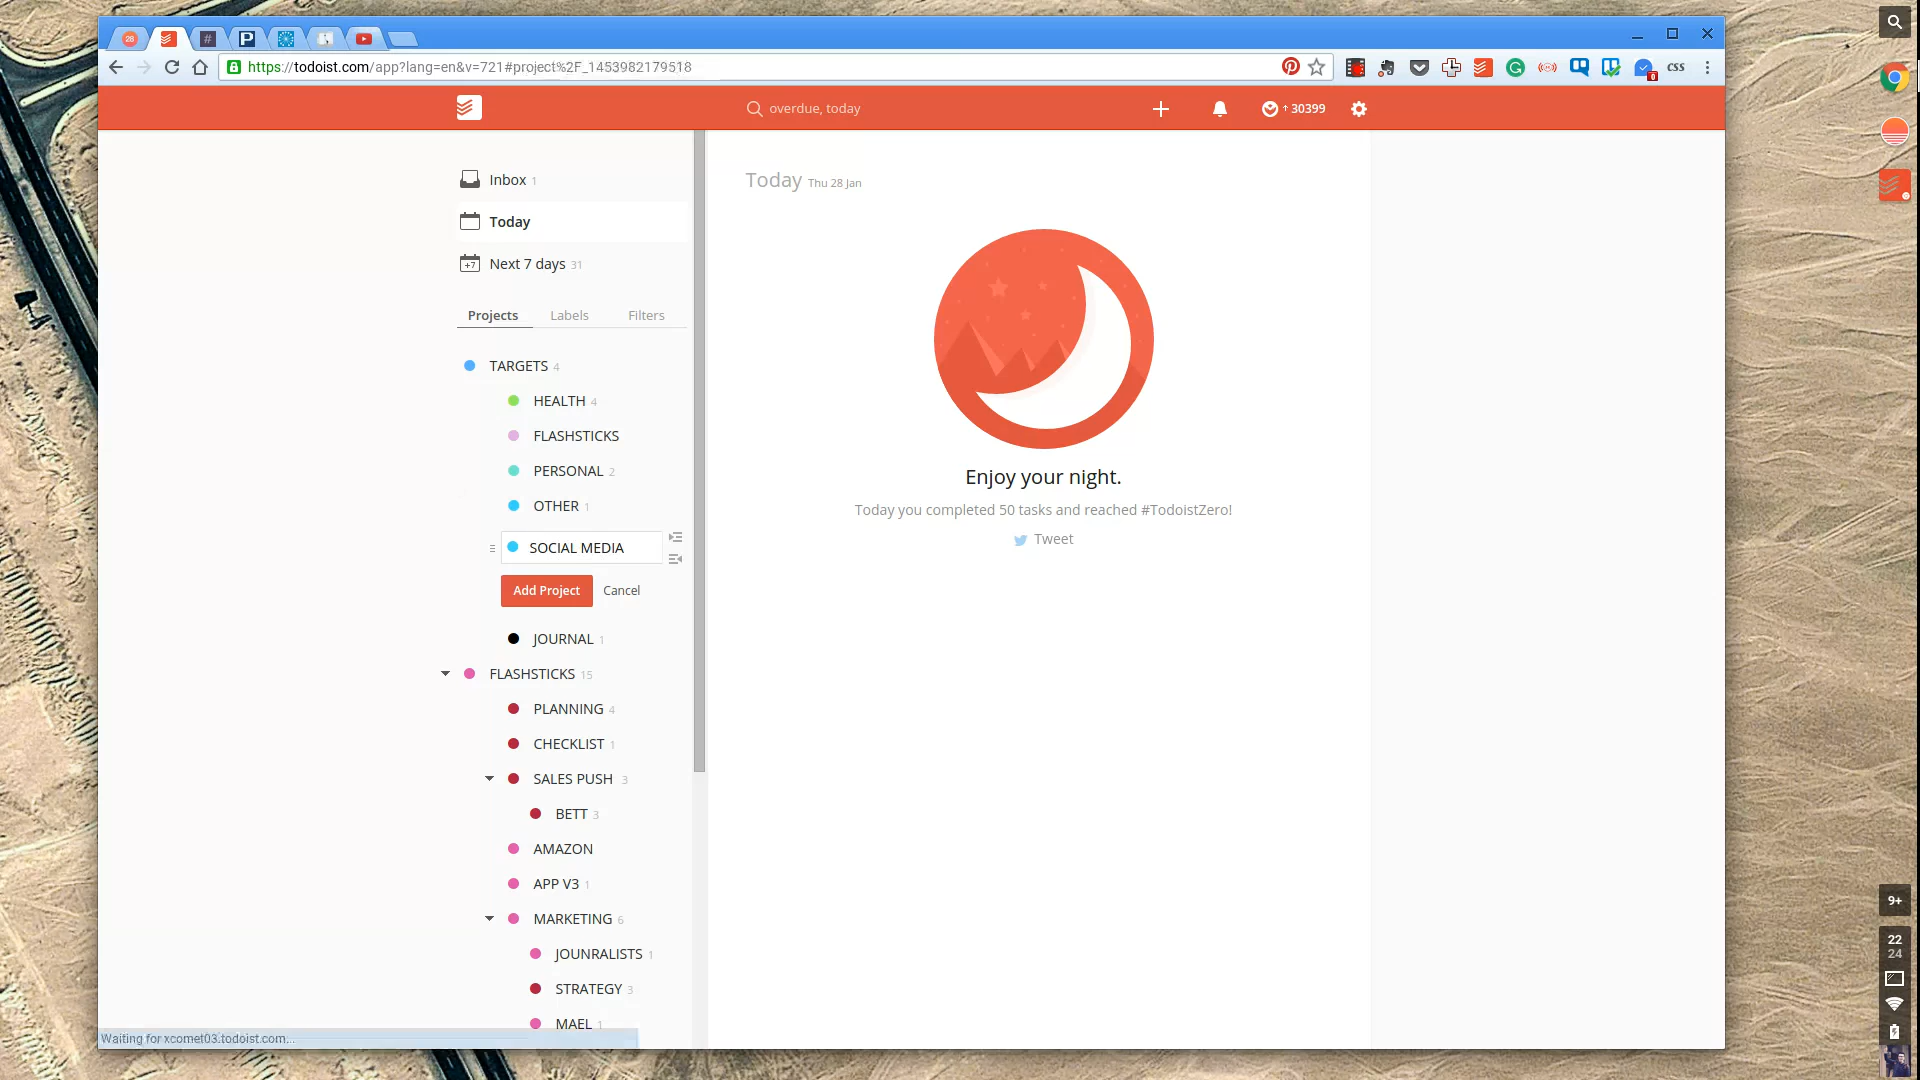 28
#
P
https://todoist.com/app?lang=en&v=721#project%2F_1453982179518
css
0
overdue, today
30399
Inbox 1
Today
+7 Next 7 days 31
Projects Labels Filters
TARGETS 4
HEALTH 4
FLASHSTICKS
PERSONAL 2
OTHER 1
SOCIAL MEDIA
Add Project Cancel
JOURNAL 1
FLASHSTICKS 15
PLANNING 4
CHECKLIST 1
SALES PUSH 3
BETT 3
AMAZON
APP V3 1
MARKETING 6
JOUNRALISTS 1
STRATEGY 3
MAEL 1
Waiting for xcomet03.todoist.com...
Today Thu 28 Jan
Enjoy your night.
Today you completed 50 tasks and reached #TodoistZero!
Tweet
9+
22
24